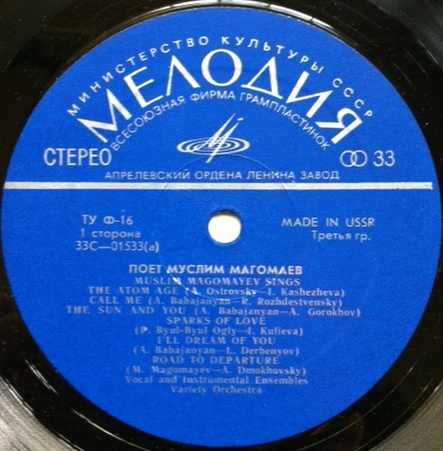 МИНИСТЕРСТВО КУЛЬТУРЫ СССР
МЕЛОДИЯ
ВСЕСОЮЗНАЯ ФИРМА ГРАМПЛАСТИНОК
СТЕРЕО
33
АПРЕЛЕВСКИЙ ОРДЕНА ЛЕНИНА ЗАВОД
ТУ Ф-16
MADE IN USSR
1 сторона
Третья гр.
33С—01533(а)
ПОЕТ МУСЛИМ МАГОМАЕВ
MUSLIM MAGOMAYEV SINGS
THE ATOM AGE (A. Ostrovsky—I. Kashezheva)
CALL ME (A. Babajanyan—R. Rozhdestvensky)
THE SUN AND YOU (A. Babajanyan—A. Gorokhov)
SPARKS OF LOVE
(P. Byul-Byul Ogly—I. Kulieva)
I'LL DREAM OF YOU
(A. Babajanyan—L. Derbenyov)
ROAD TO DEPARTURE
(M. Magomayev—A. Dmokhovsky)
Vocal and Instrumental Ensembles
Variety Orchestra